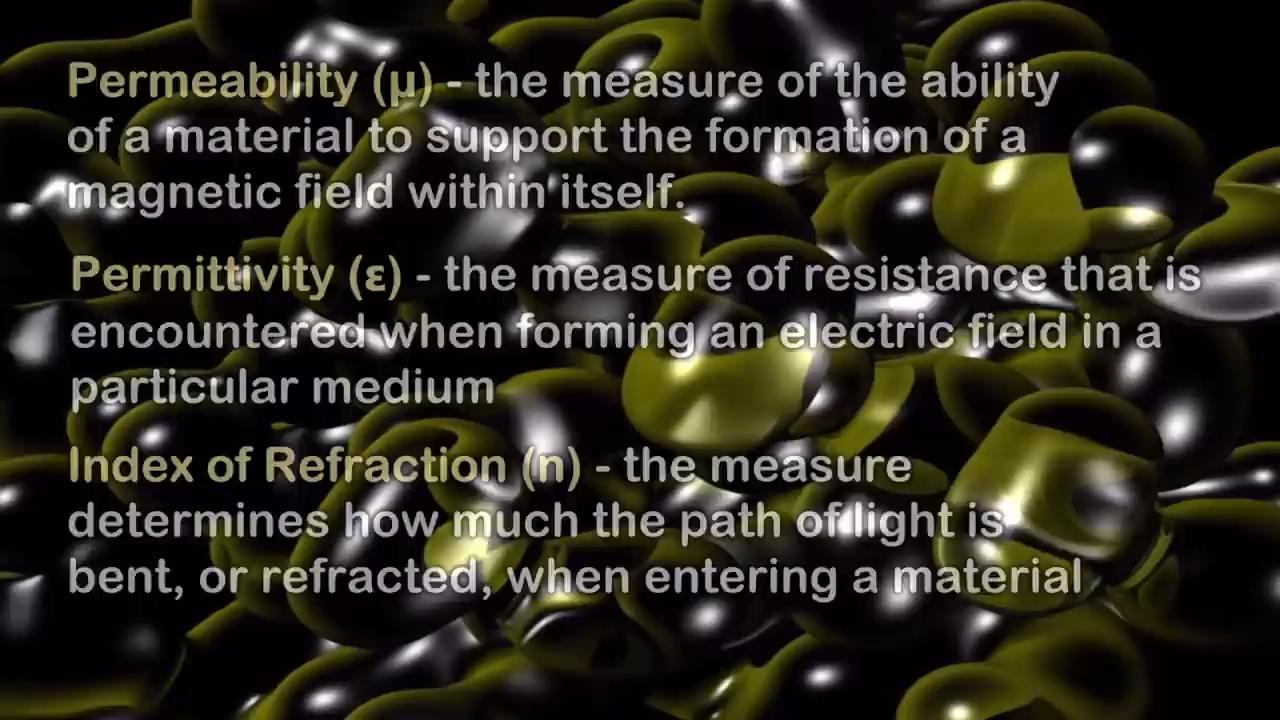 Permeability (μ) - the measure of the ability
of a material to support the formation of a
magnetic field within itself.
Permittivity (ε) - the measure of resistance that is
encountered when forming an electric field in a
particular medium
Index of Refraction (n) - the measure
determines how much the path of light is
bent, or refracted, when entering a material